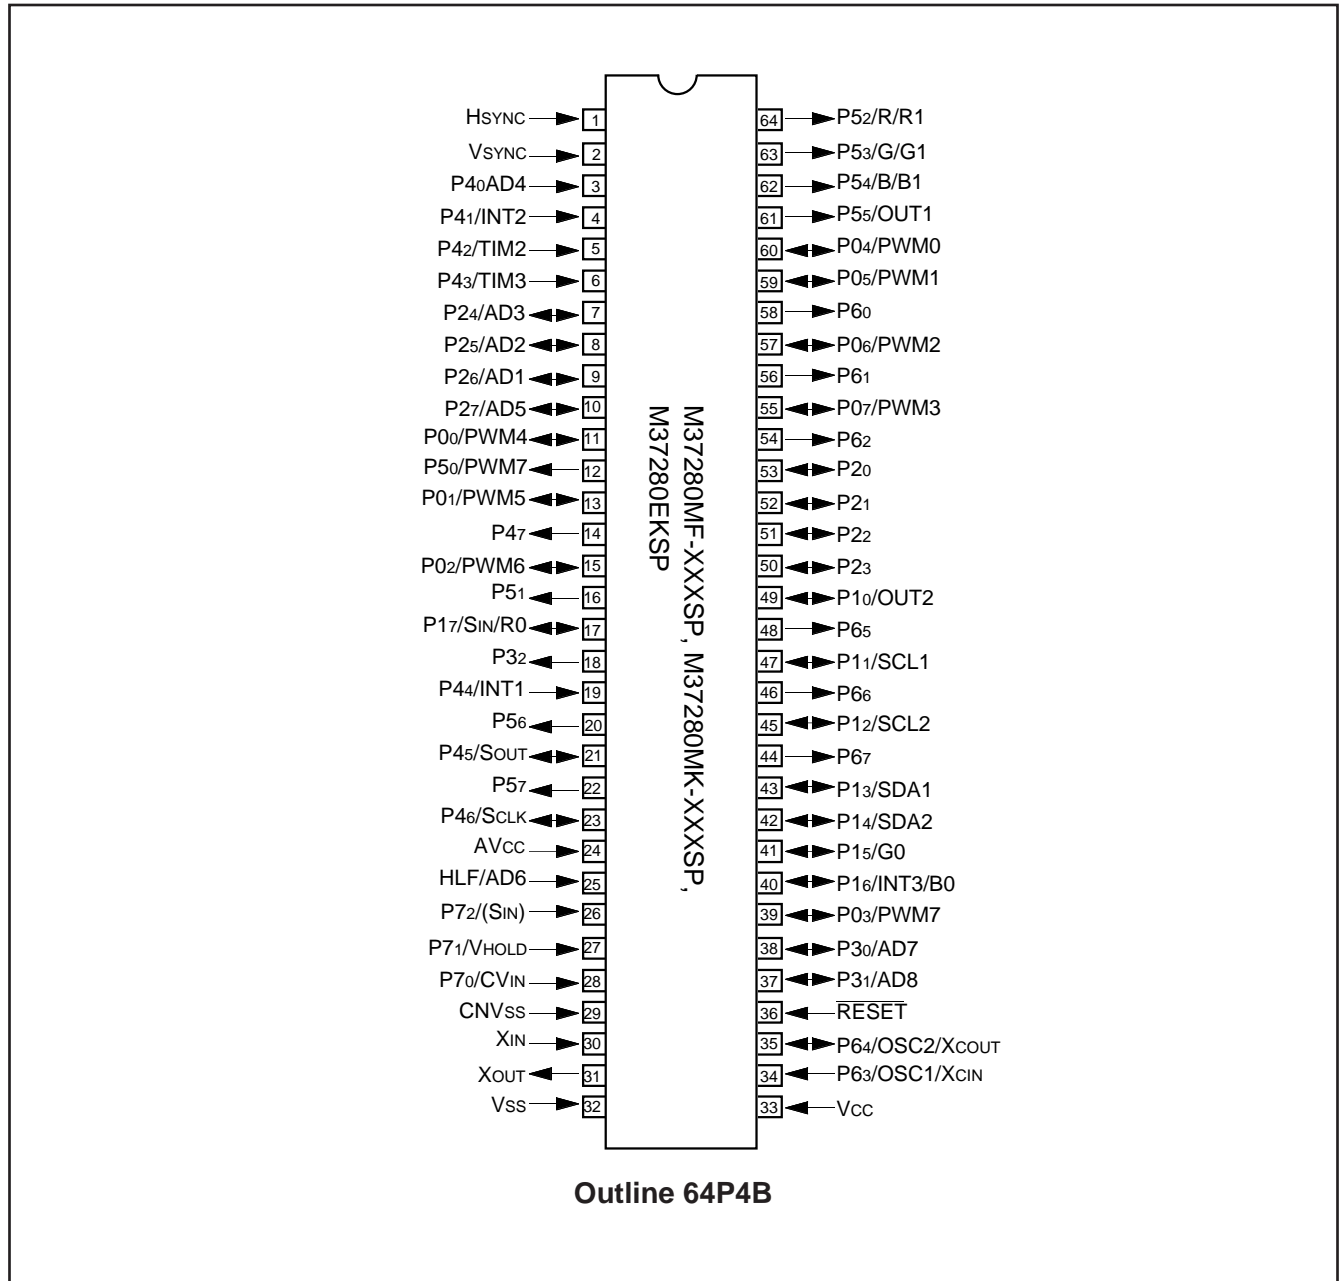 HSYNC 1
VSYNC 2
P40AD4 3
P41/INT2 4
P42/TIM2 5
P43/TIM3 6
P24/AD3 7
P25/AD2 8
P26/AD1 9
P27/AD5 10
P00/PWM4 11
P50/PWM7 12
P01/PWM5 13
P47 14
P02/PWM6 15
P51 16
P17/SIN/R0 17
P32 18
P44/INT1 19
P56 20
P45/SOUT 21
P57 22
P46/SCLK 23
AVCC 24
HLF/AD6 25
P72/(SIN) 26
P71/VHOLD 27
P70/CVIN 28
CNVSS 29
XIN 30
XOUT 31
VSS 32
M37280MF-XXXSP, M37280MK-XXXSP,
M37280EKSP
64 P52/R/R1
63 P53/G/G1
62 P54/B/B1
61 P55/OUT1
60 P04/PWM0
59 P05/PWM1
58 P60
57 P06/PWM2
56 P61
55 P07/PWM3
54 P62
53 P20
52 P21
51 P22
50 P23
49 P10/OUT2
48 P65
47 P11/SCL1
46 P66
45 P12/SCL2
44 P67
43 P13/SDA1
42 P14/SDA2
41 P15/G0
40 P16/INT3/B0
39 P03/PWM7
38 P30/AD7
37 P31/AD8
36 RESET
35 P64/OSC2/XCOUT
34 P63/OSC1/XCIN
33 VCC
Outline 64P4B